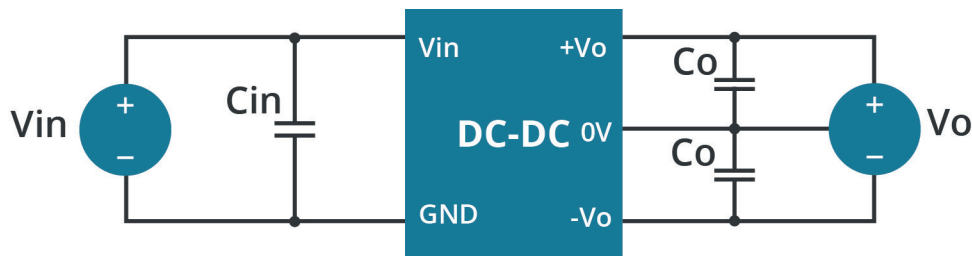 Vin
+
−
Cin
Vin
GND
DC-DC
+Vo
0V
-Vo
Co
Co
+
−
Vo